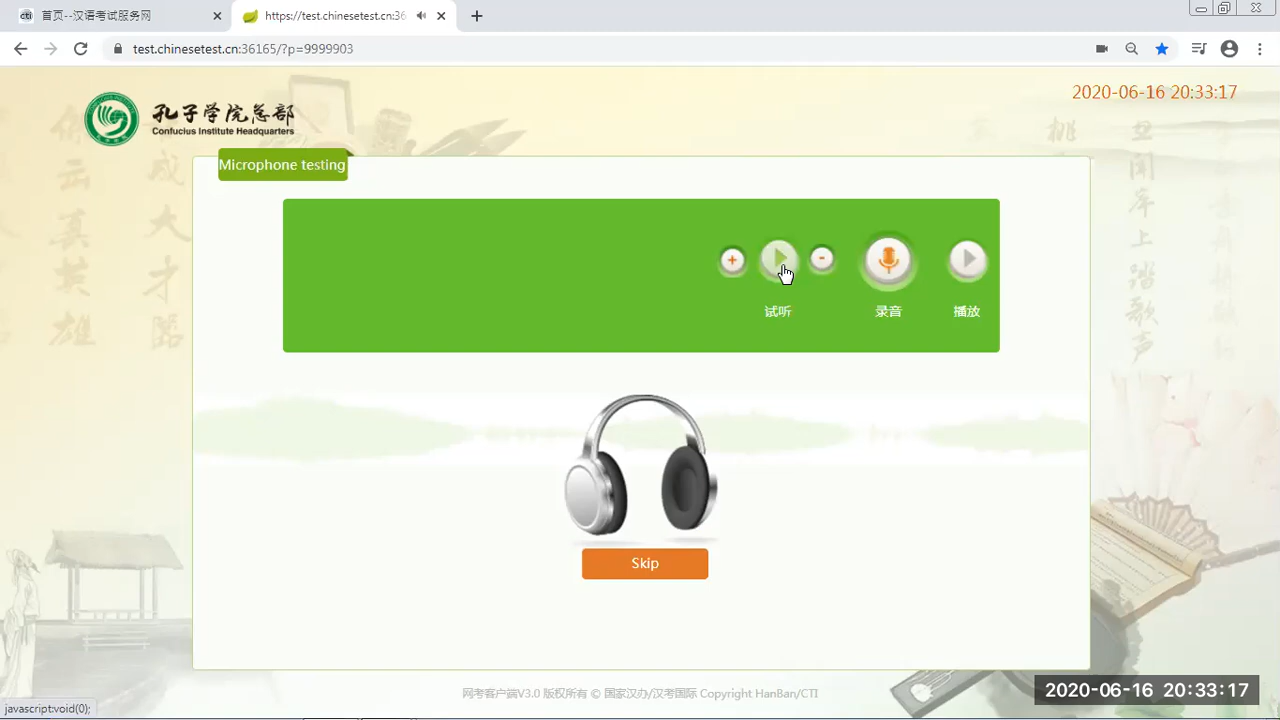 首页--汉语考试服务网
https://test.chinesetest.cn:36
test.chinesetest.cn:36165/?p=9999903
2020-06-16 20:33:17
孔子学院总部
Confucius Institute Headquarters
Microphone testing
试听
录音
播放
Skip
网考客户端V3.0 版权所有 © 国家汉办/汉考国际 Copyright HanBan/CTI
2020-06-16 20:33:17
javascript:void(0);